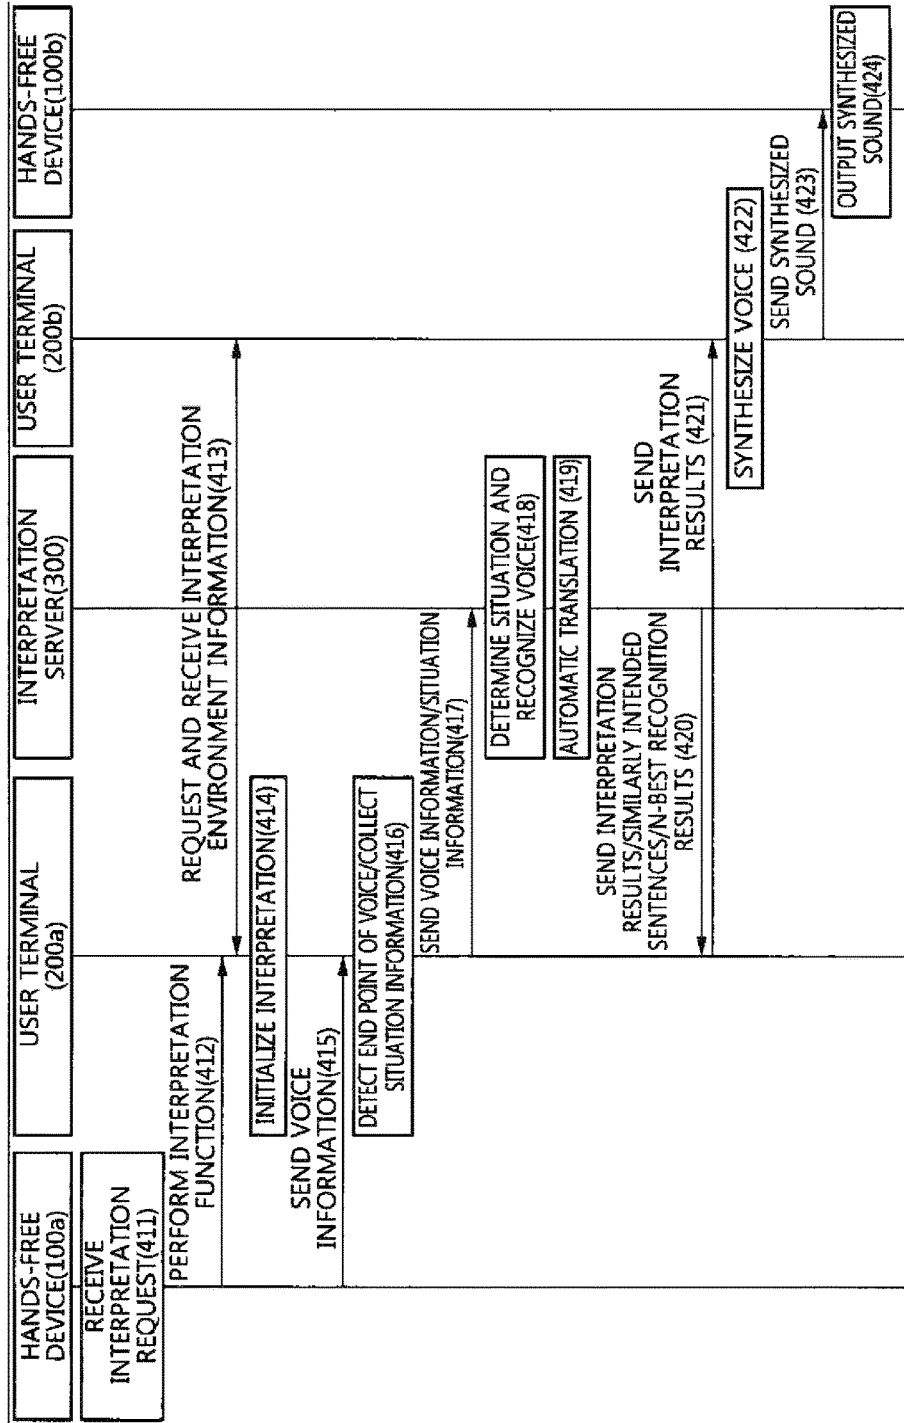 HANDS-FREE
DEVICE(100a)
USER TERMINAL
(200a)
INTERPRETATION
SERVER(300)
USER TERMINAL
(200b)
HANDS-FREE
DEVICE(100b)
RECEIVE
INTERPRETATION
REQUEST(411)
PERFORM INTERPRETATION
FUNCTION(412)
REQUEST AND RECEIVE INTERPRETATION
ENVIRONMENT INFORMATION(413)
INITIALIZE INTERPRETATION(414)
SEND VOICE
INFORMATION(415)
DETECT END POINT OF VOICE/COLLECT
SITUATION INFORMATION(416)
SEND VOICE INFORMATION/SITUATION
INFORMATION(417)
DETERMINE SITUATION AND
RECOGNIZE VOICE(418)
AUTOMATIC TRANSLATION (419)
SEND INTERPRETATION
RESULTS/SIMILARLY INTENDED
SENTENCES/N-BEST RECOGNITION
RESULTS (420)
SEND
INTERPRETATION
RESULTS (421)
SYNTHESIZE VOICE (422)
SEND SYNTHESIZED
SOUND (423)
OUTPUT SYNTHESIZED
SOUND(424)